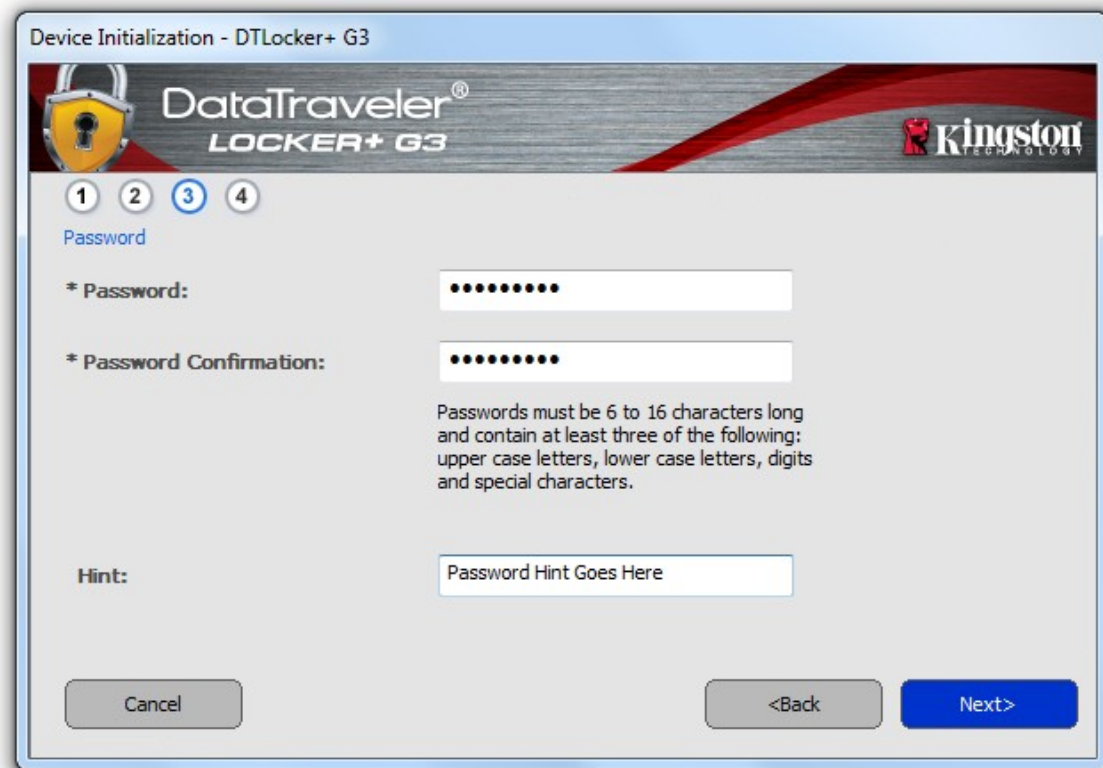 Device Initialization - DTLocker+ G3
DataTraveler®
LOCKER+ G3
Kingston
TECHNOLOGY
1 2 3 4
Password
* Password: •••••••••
* Password Confirmation: •••••••••
Passwords must be 6 to 16 characters long
and contain at least three of the following:
upper case letters, lower case letters, digits
and special characters.
Hint: Password Hint Goes Here
Cancel <Back Next>